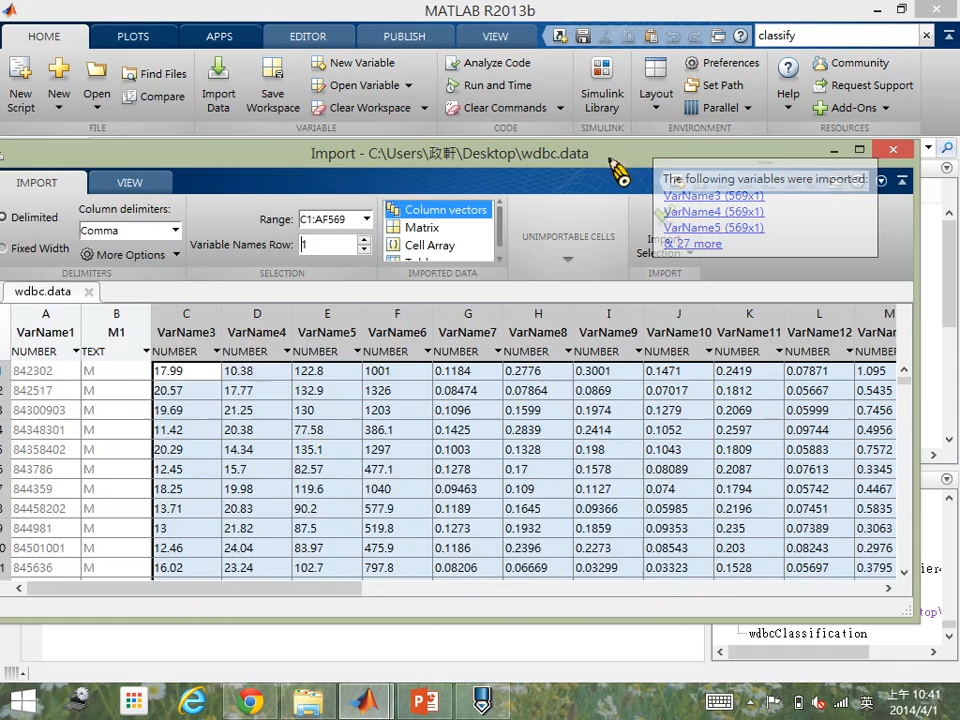 MATLAB R2013b
HOME PLOTS APPS EDITOR PUBLISH VIEW classify
New Script
New
Open
Find Files
Compare
Import Data
Save Workspace
New Variable
Open Variable
Clear Workspace
Analyze Code
Run and Time
Clear Commands
Simulink Library
Layout
Preferences
Set Path
Parallel
Help
Community
Request Support
Add-Ons
FILE VARIABLE CODE SIMULINK ENVIRONMENT RESOURCES
Import - C:\Users\政軒\Desktop\wdbc.data
IMPORT VIEW
The following variables were imported:
VarName3 (569x1)
VarName4 (569x1)
VarName5 (569x1)
& 27 more
Delimited
Fixed Width
Column delimiters:
Comma
More Options
Range: C1:AF569
Variable Names Row: 1
Column vectors
Matrix
Cell Array
UNIMPORTABLE CELLS
DELIMITERS SELECTION IMPORTED DATA IMPORT
wdbc.data
A B C D E F G H I J K L M
VarName1 M1 VarName3 VarName4 VarName5 VarName6 VarName7 VarName8 VarName9 VarName10 VarName11 VarName12 Var
NUMBER TEXT NUMBER NUMBER NUMBER NUMBER NUMBER NUMBER NUMBER NUMBER NUMBER NUMBER NUMBER
842302 M 17.99 10.38 122.8 1001 0.1184 0.2776 0.3001 0.1471 0.2419 0.07871 1.095
2 842517 M 20.57 17.77 132.9 1326 0.08474 0.07864 0.0869 0.07017 0.1812 0.05667 0.5435
3 84300903 M 19.69 21.25 130 1203 0.1096 0.1599 0.1974 0.1279 0.2069 0.05999 0.7456
4 84348301 M 11.42 20.38 77.58 386.1 0.1425 0.2839 0.2414 0.1052 0.2597 0.09744 0.4956
5 84358402 M 20.29 14.34 135.1 1297 0.1003 0.1328 0.198 0.1043 0.1809 0.05883 0.7572
6 843786 M 12.45 15.7 82.57 477.1 0.1278 0.17 0.1578 0.08089 0.2087 0.07613 0.3345
7 844359 M 18.25 19.98 119.6 1040 0.09463 0.109 0.1127 0.074 0.1794 0.05742 0.4467
8 84458202 M 13.71 20.83 90.2 577.9 0.1189 0.1645 0.09366 0.05985 0.2196 0.07451 0.5835
9 844981 M 13 21.82 87.5 519.8 0.1273 0.1932 0.1859 0.09353 0.235 0.07389 0.3063
0 84501001 M 12.46 24.04 83.97 475.9 0.1186 0.2396 0.2273 0.08543 0.203 0.08243 0.2976
1 845636 M 16.02 23.24 102.7 797.8 0.08206 0.06669 0.03299 0.03323 0.1528 0.05697 0.3795
wdbcClassification
英
上午 10:41
2014/4/1